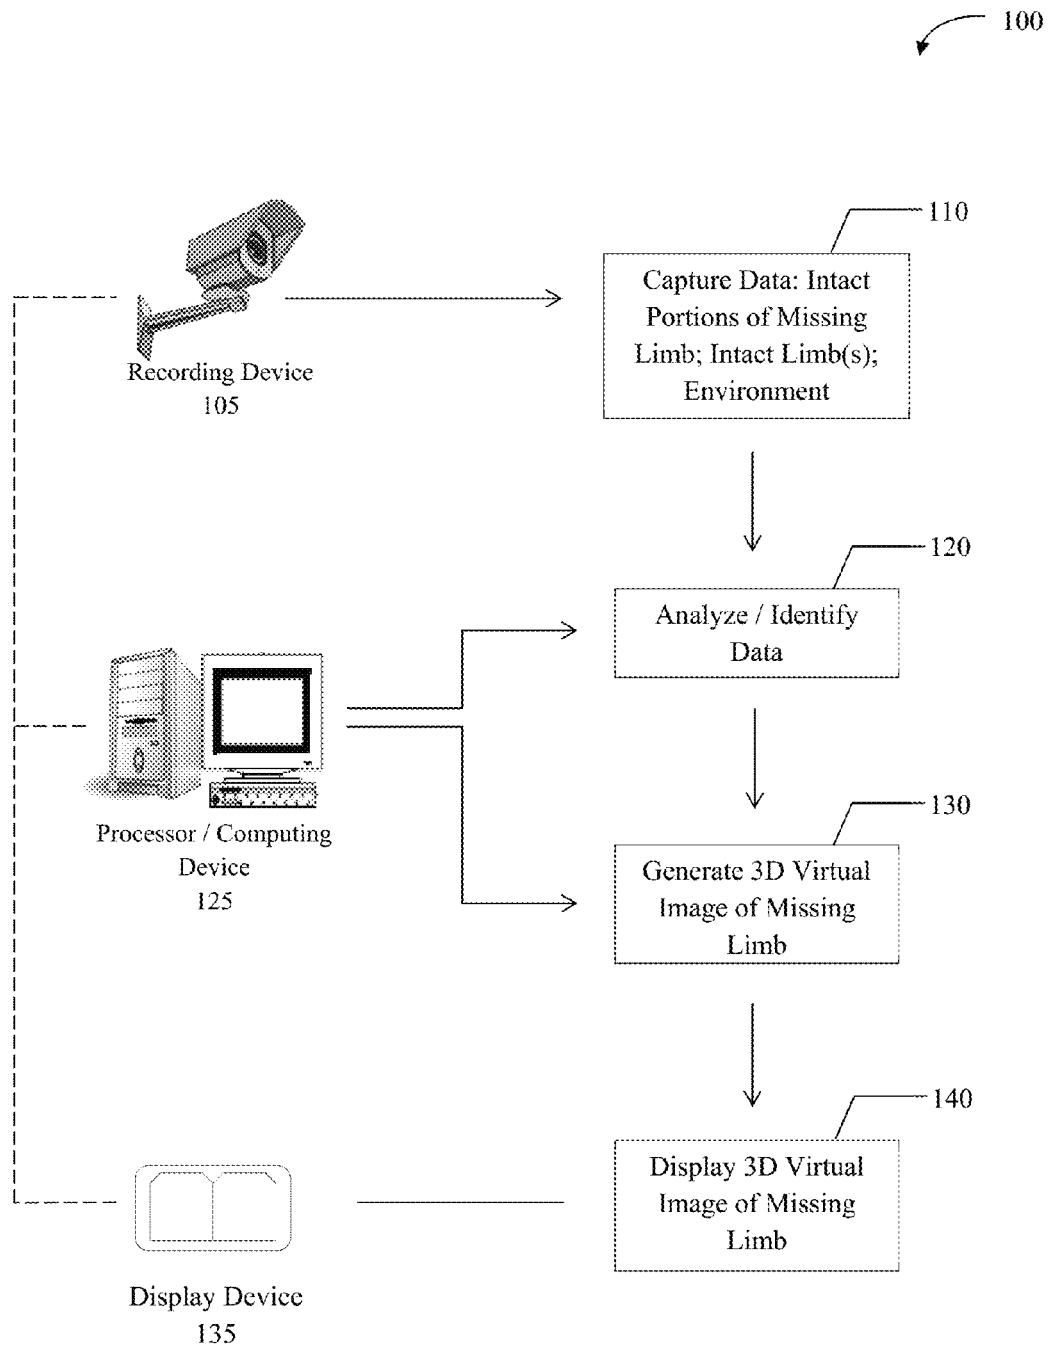 100
110
Capture Data: Intact
Portions of Missing
Limb; Intact Limb(s);
Environment
Recording Device
105
120
Analyze / Identify
Data
130
Processor / Computing
Device
125
Generate 3D Virtual
Image of Missing
Limb
140
Display 3D Virtual
Image of Missing
Limb
Display Device
135